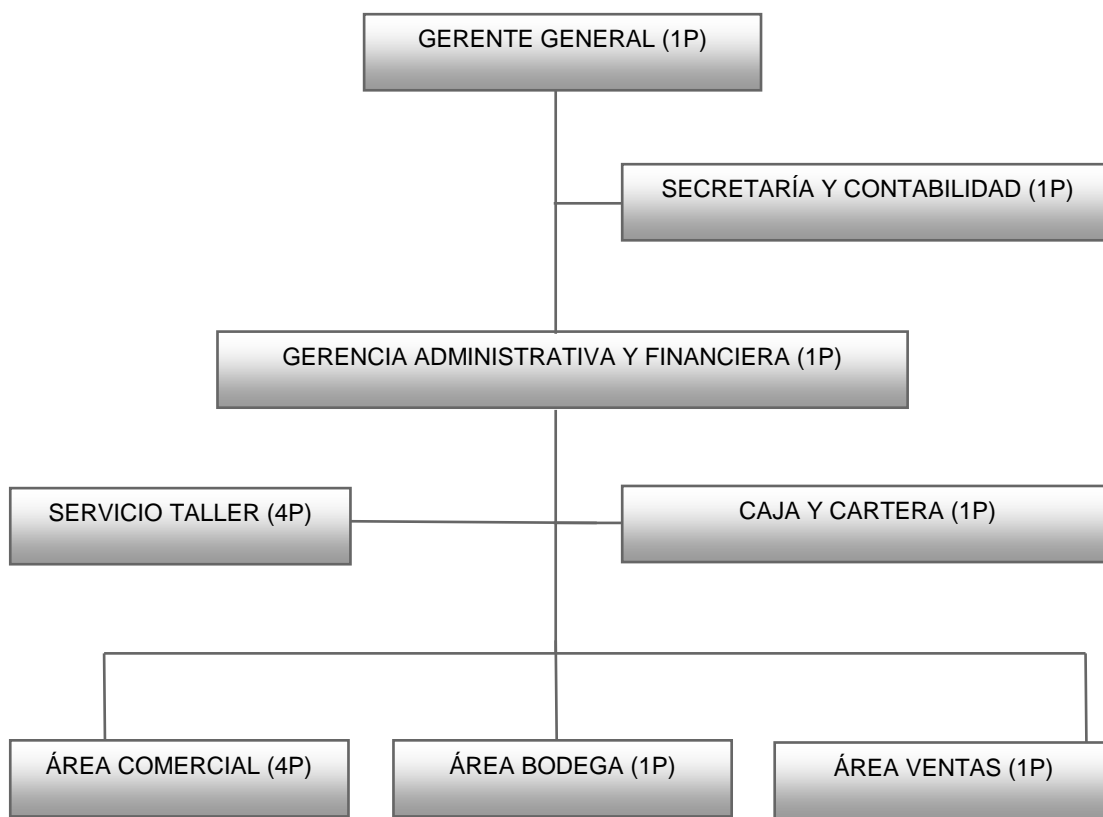 GERENTE GENERAL (1P)
SECRETARÍA Y CONTABILIDAD (1P)
GERENCIA ADMINISTRATIVA Y FINANCIERA (1P)
SERVICIO TALLER (4P)
CAJA Y CARTERA (1P)
ÁREA COMERCIAL (4P)
ÁREA BODEGA (1P)
ÁREA VENTAS (1P)